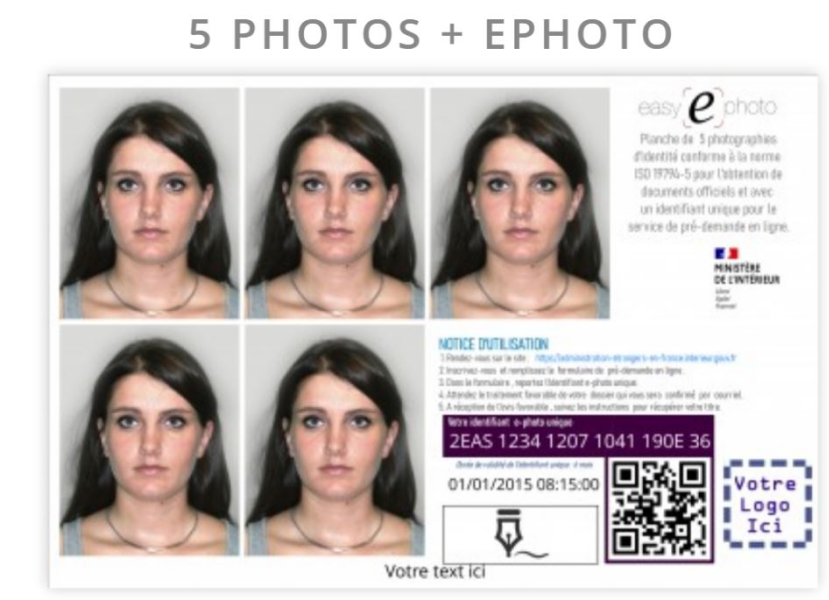 5 PHOTOS + EPHOTO
easy e photo
Planche de 5 photographies
d'identité conforme à la norme
ISO 19794-5 pour l'obtention de
documents officiels et avec
un identifiant unique pour le
service de pré-demande en ligne.
MINISTÈRE
DE L'INTÉRIEUR
NOTICE D'UTILISATION
1. Rendez-vous sur le site : https://administration-etrangers-en-france.interieur.gouv.fr
2. Inscrivez-vous et remplissez le formulaire de pré-demande en ligne.
3. Dans le formulaire, reportez l'identifiant e-photo unique.
4. Attendez le traitement favorable de votre dossier qui vous sera confirmé par courriel.
5. A réception de l'avis favorable, suivez les instructions pour récupérer votre titre.
Votre identifiant e-photo unique
2EAS 1234 1207 1041 190E 36
Durée de validité de l'identifiant unique 6 mois
01/01/2015 08:15:00
Votre
Logo
Ici
Votre text ici